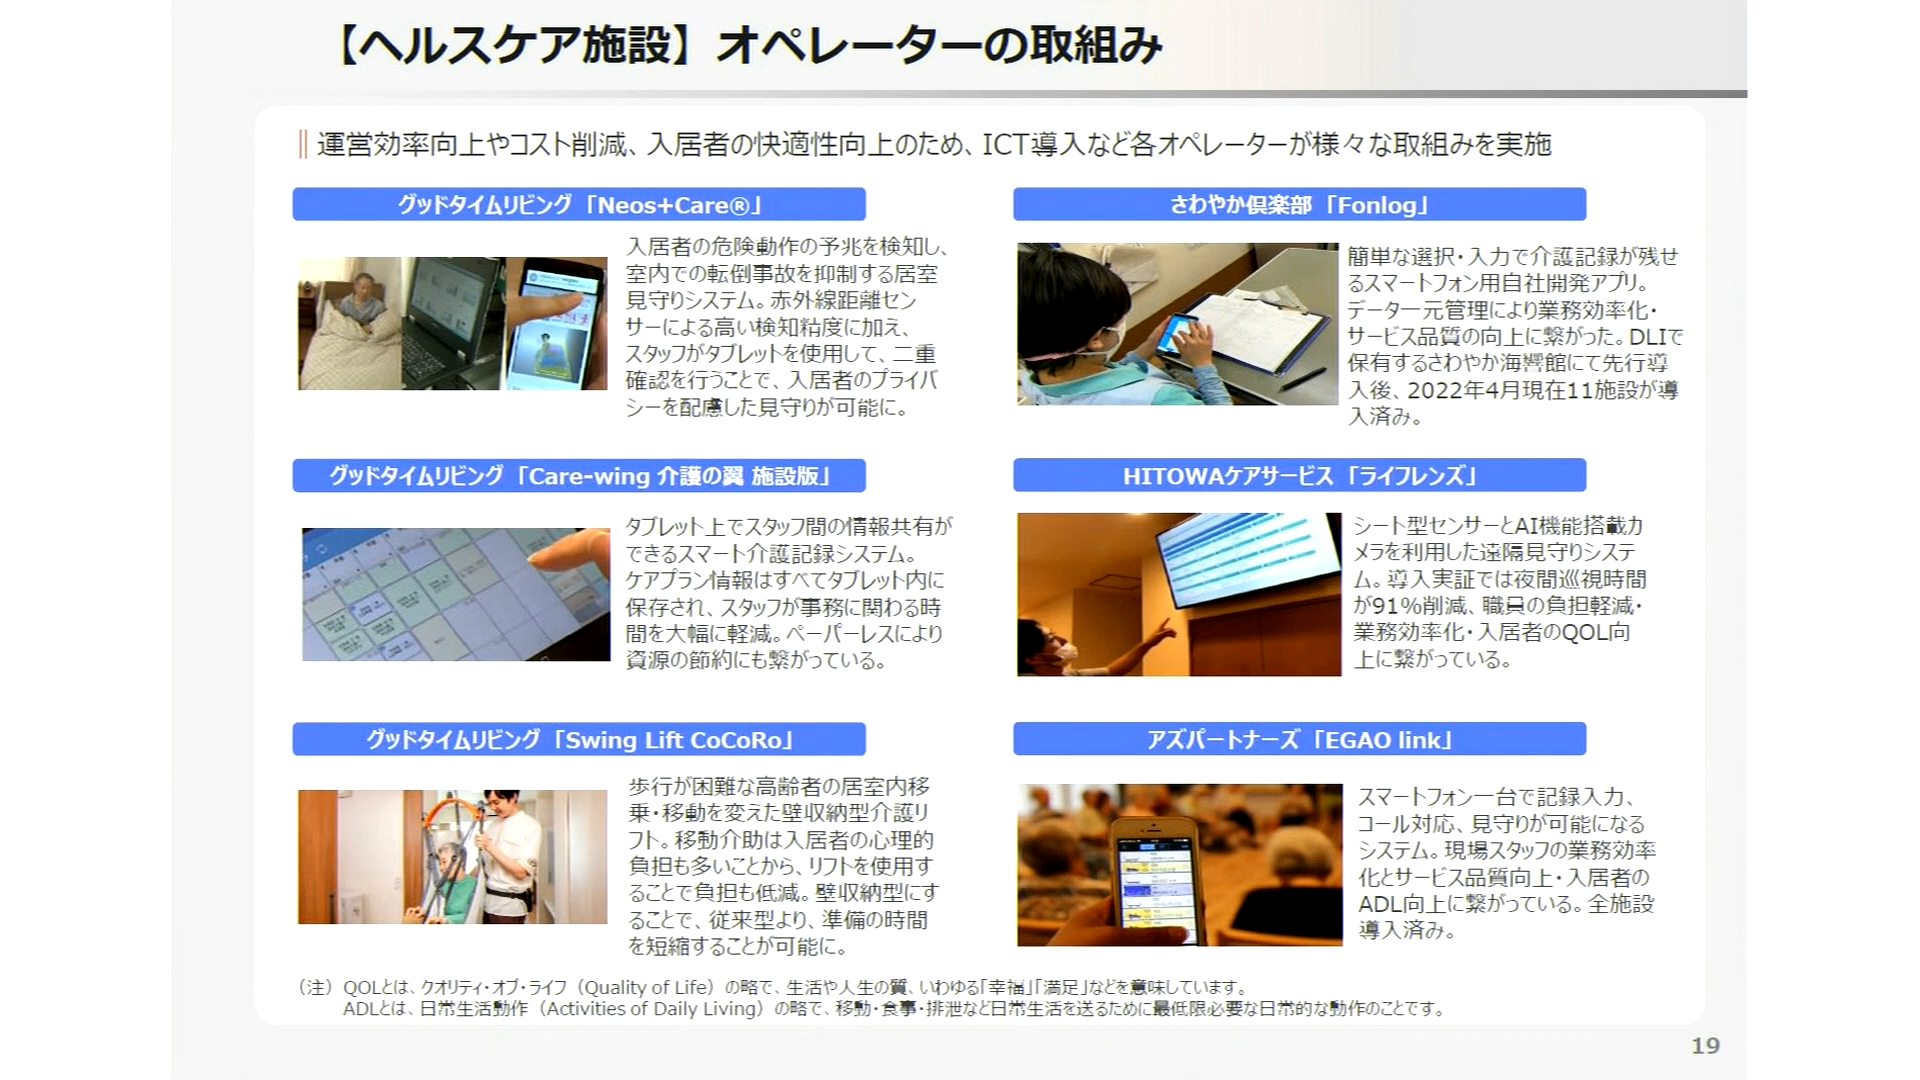 【ヘルスケア施設】オペレーターの取組み
運営効率向上やコスト削減、入居者の快適性向上のため、ICT導入など各オペレーターが様々な取組みを実施
グッドタイムリビング「Neos+Care®」
入居者の危険動作の予兆を検知し、
室内での転倒事故を抑制する居室
見守りシステム。赤外線距離セン
サーによる高い検知精度に加え、
スタッフがタブレットを使用して、二重
確認を行うことで、入居者のプライバ
シーを配慮した見守りが可能に。
さわやか倶楽部「Fonlog」
簡単な選択・入力で介護記録が残せ
るスマートフォン用自社開発アプリ。
データ一元管理により業務効率化・
サービス品質の向上に繋がった。DLIで
保有するさわやか海響館にて先行導
入後、2022年4月現在11施設が導
入済み。
グッドタイムリビング「Care-wing 介護の翼 施設版」
タブレット上でスタッフ間の情報共有が
できるスマート介護記録システム。
ケアプラン情報はすべてタブレット内に
保存され、スタッフが事務に関わる時
間を大幅に軽減。ペーパーレスにより
資源の節約にも繋がっている。
HITOWAケアサービス「ライフレンズ」
シート型センサーとAI機能搭載カ
メラを利用した遠隔見守りシステ
ム。導入実証では夜間巡視時間
が91%削減、職員の負担軽減・
業務効率化・入居者のQOL向
上に繋がっている。
グッドタイムリビング「Swing Lift CoCoRo」
歩行が困難な高齢者の居室内移
乗・移動を変えた壁収納型介護リ
フト。移動介助は入居者の心理的
負担も多いことから、リフトを使用す
ることで負担も低減。壁収納型にす
ることで、従来型より、準備の時間
を短縮することが可能に。
アズパートナーズ「EGAO link」
スマートフォン一台で記録入力、
コール対応、見守りが可能になる
システム。現場スタッフの業務効率
化とサービス品質向上・入居者の
ADL向上に繋がっている。全施設
導入済み。
（注）QOLとは、クオリティ・オブ・ライフ（Quality of Life）の略で、生活や人生の質、いわゆる「幸福」「満足」などを意味しています。
ADLとは、日常生活動作（Activities of Daily Living）の略で、移動・食事・排泄など日常生活を送るために最低限必要な日常的な動作のことです。
19